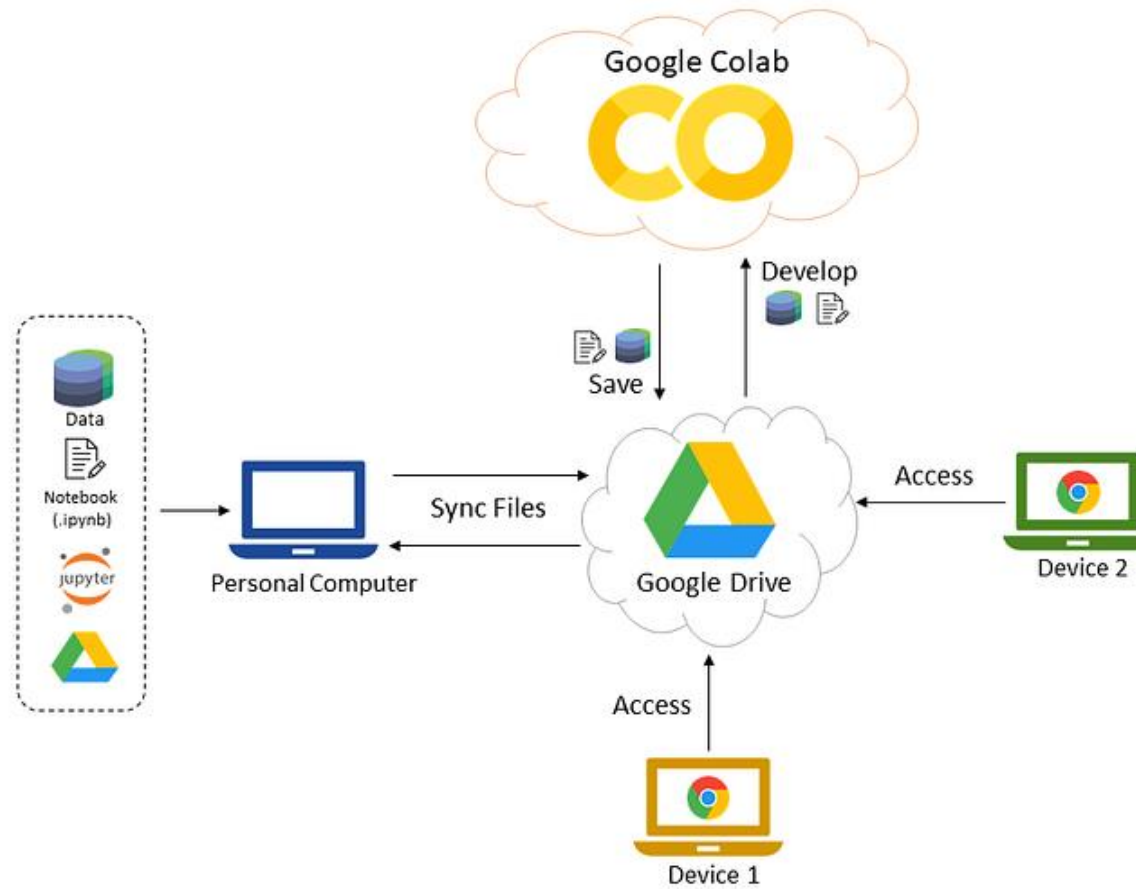 Google Colab
Develop
Save
Data
Notebook
(.ipynb)
jupyter
Personal Computer
Sync Files
Google Drive
Access
Device 2
Access
Device 1